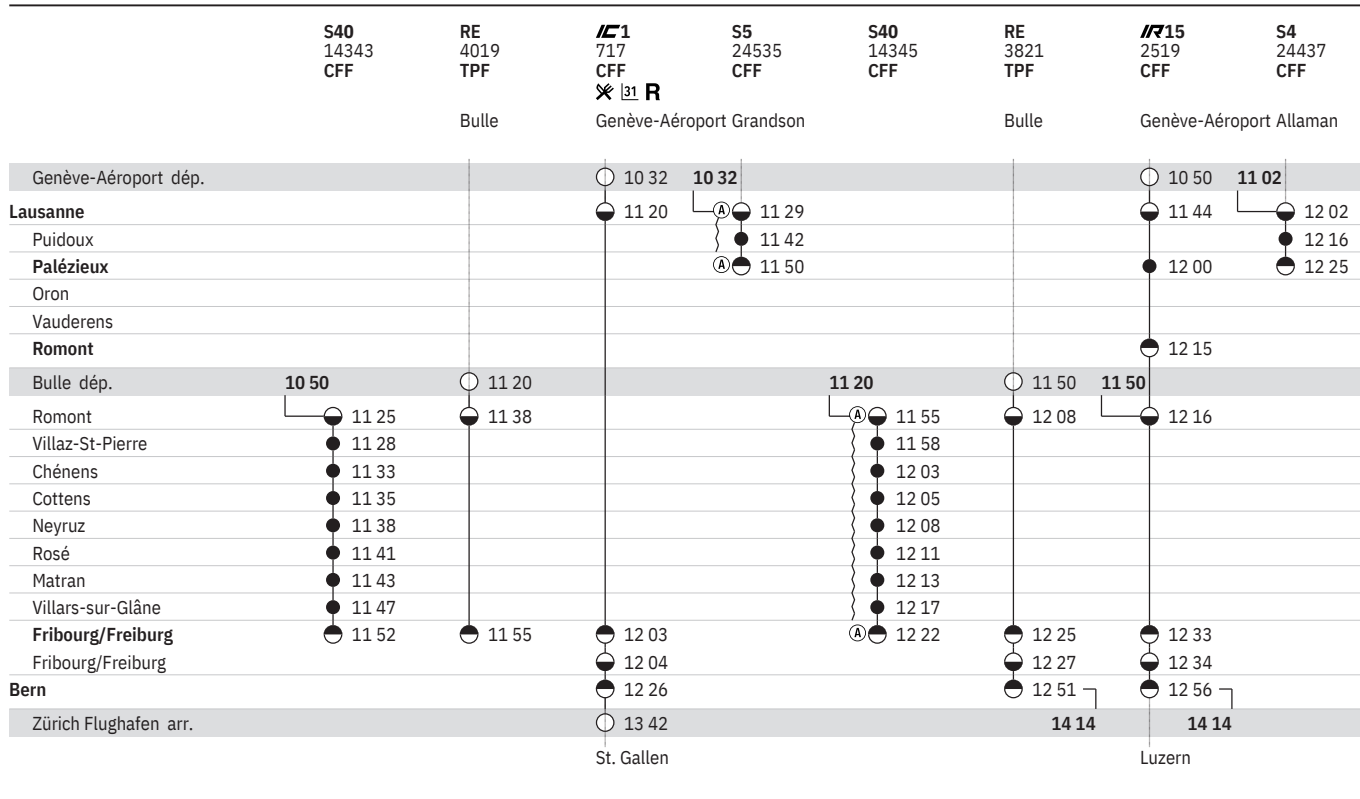 S40 RE IC1 S5 S40 RE IR15 S4
14343 4019 717 24535 14345 3821 2519 24437
CFF TPF CFF CFF CFF TPF CFF CFF
31 R
Bulle Genève-Aéroport Grandson Bulle Genève-Aéroport Allaman
Genève-Aéroport dép. 10 32 10 32 10 50 11 02
Lausanne 11 20 A 11 29 11 44 12 02
Puidoux 11 42 12 16
Palézieux A 11 50 12 00 12 25
Oron
Vauderens
Romont 12 15
Bulle dép. 10 50 11 20 11 20 11 50 11 50
Romont 11 25 11 38 A 11 55 12 08 12 16
Villaz-St-Pierre 11 28 11 58
Chénens 11 33 12 03
Cottens 11 35 12 05
Neyruz 11 38 12 08
Rosé 11 41 12 11
Matran 11 43 12 13
Villars-sur-Glâne 11 47 12 17
Fribourg/Freiburg 11 52 11 55 12 03 A 12 22 12 25 12 33
Fribourg/Freiburg 12 04 12 27 12 34
Bern 12 26 12 51 12 56
Zürich Flughafen arr. 13 42 14 14 14 14
St. Gallen Luzern